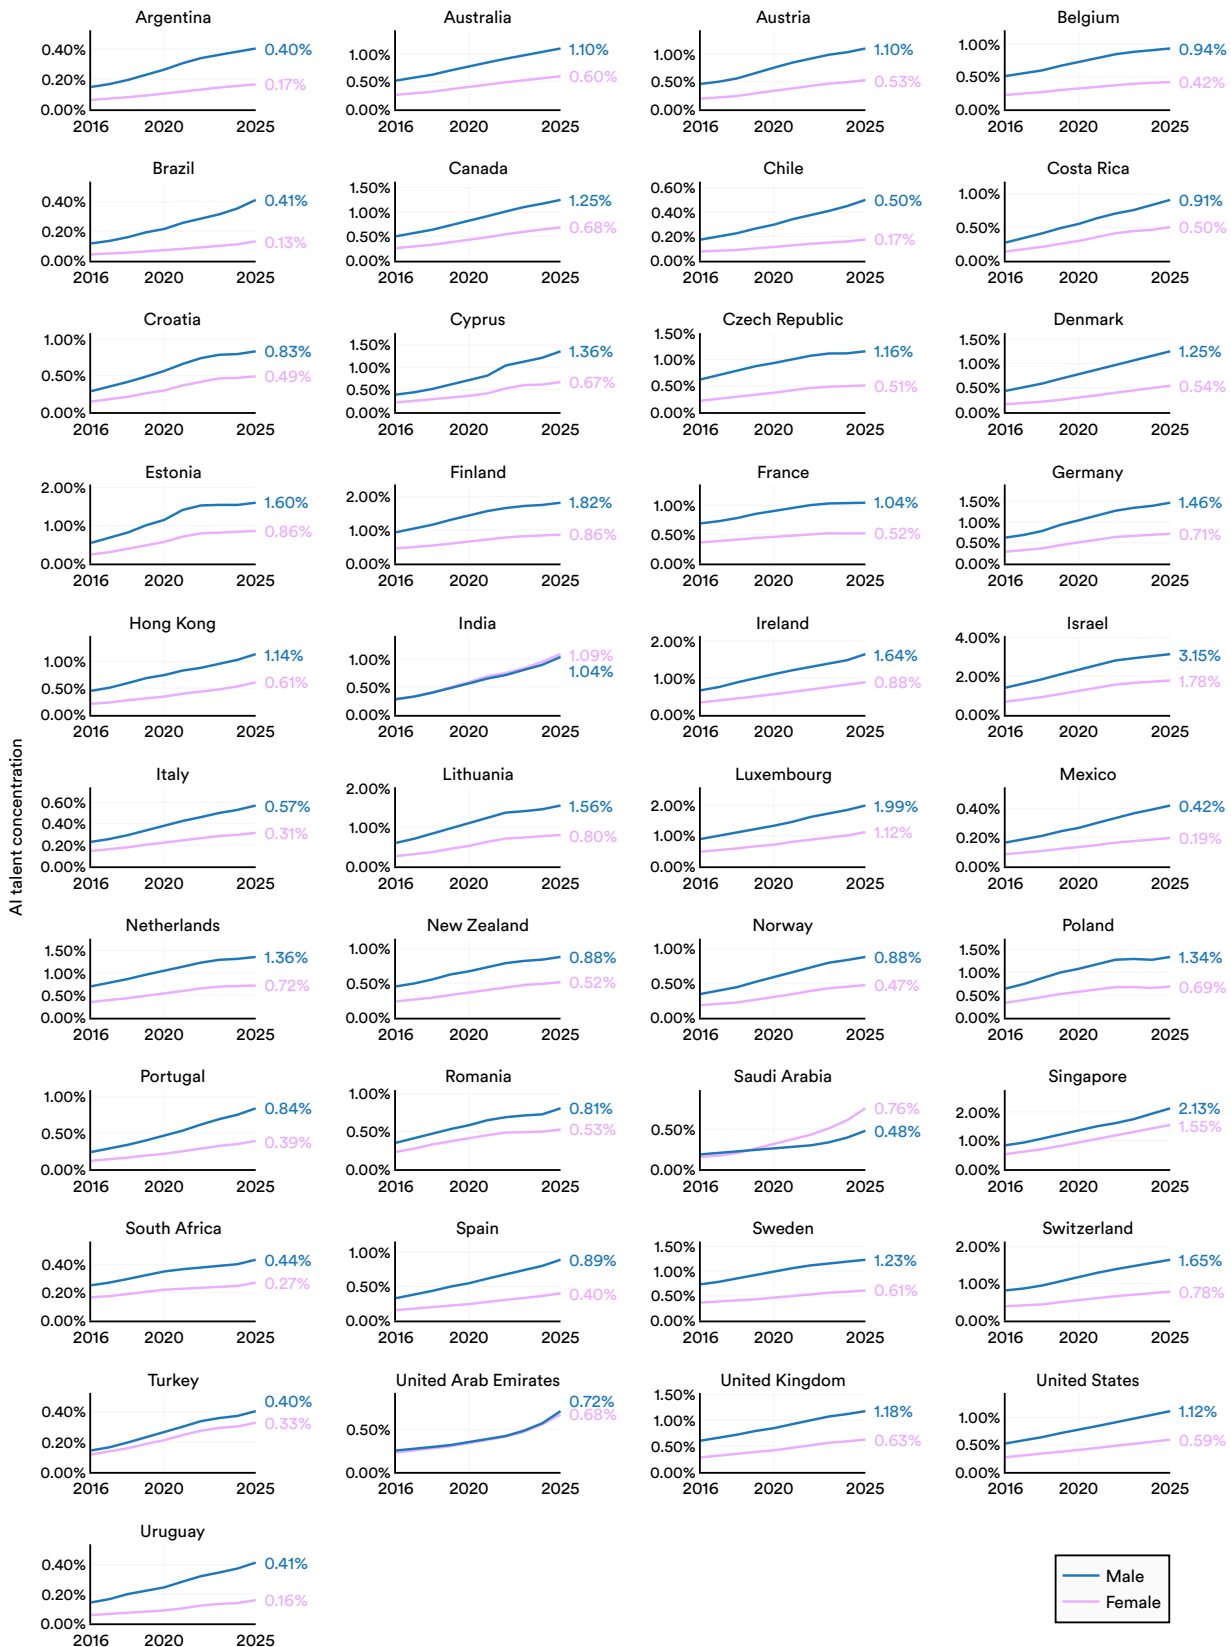 Argentina
0.40%
0.20%
0.00%
2016 2020 2025
0.40%
0.17%
Australia
1.00%
0.50%
0.00%
2016 2020 2025
1.10%
0.60%
Austria
1.00%
0.50%
0.00%
2016 2020 2025
1.10%
0.53%
Belgium
1.00%
0.50%
0.00%
2016 2020 2025
0.94%
0.42%
Brazil
0.40%
0.20%
0.00%
2016 2020 2025
0.41%
0.13%
Canada
1.50%
1.00%
0.50%
0.00%
2016 2020 2025
1.25%
0.68%
Chile
0.60%
0.40%
0.20%
0.00%
2016 2020 2025
0.50%
0.17%
Costa Rica
1.00%
0.50%
0.00%
2016 2020 2025
0.91%
0.50%
Croatia
1.00%
0.50%
0.00%
2016 2020 2025
0.83%
0.49%
Cyprus
1.50%
1.00%
0.50%
0.00%
2016 2020 2025
1.36%
0.67%
Czech Republic
1.50%
1.00%
0.50%
0.00%
2016 2020 2025
1.16%
0.51%
Denmark
1.50%
1.00%
0.50%
0.00%
2016 2020 2025
1.25%
0.54%
Estonia
2.00%
1.00%
0.00%
2016 2020 2025
1.60%
0.86%
Finland
2.00%
1.00%
0.00%
2016 2020 2025
1.82%
0.86%
France
1.00%
0.50%
0.00%
2016 2020 2025
1.04%
0.52%
Germany
1.50%
1.00%
0.50%
0.00%
2016 2020 2025
1.46%
0.71%
Hong Kong
1.00%
0.50%
0.00%
2016 2020 2025
1.14%
0.61%
India
1.00%
0.50%
0.00%
2016 2020 2025
1.09%
1.04%
Ireland
2.00%
1.00%
0.00%
2016 2020 2025
1.64%
0.88%
Israel
4.00%
2.00%
0.00%
2016 2020 2025
3.15%
1.78%
AI talent concentration
Italy
0.60%
0.40%
0.20%
0.00%
2016 2020 2025
0.57%
0.31%
Lithuania
2.00%
1.00%
0.00%
2016 2020 2025
1.56%
0.80%
Luxembourg
2.00%
1.00%
0.00%
2016 2020 2025
1.99%
1.12%
Mexico
0.40%
0.20%
0.00%
2016 2020 2025
0.42%
0.19%
Netherlands
1.50%
1.00%
0.50%
0.00%
2016 2020 2025
1.36%
0.72%
New Zealand
1.00%
0.50%
0.00%
2016 2020 2025
0.88%
0.52%
Norway
1.00%
0.50%
0.00%
2016 2020 2025
0.88%
0.47%
Poland
1.50%
1.00%
0.50%
0.00%
2016 2020 2025
1.34%
0.69%
Portugal
1.00%
0.50%
0.00%
2016 2020 2025
0.84%
0.39%
Romania
1.00%
0.50%
0.00%
2016 2020 2025
0.81%
0.53%
Saudi Arabia
0.50%
0.00%
2016 2020 2025
0.76%
0.48%
Singapore
2.00%
1.00%
0.00%
2016 2020 2025
2.13%
1.55%
South Africa
0.40%
0.20%
0.00%
2016 2020 2025
0.44%
0.27%
Spain
1.00%
0.50%
0.00%
2016 2020 2025
0.89%
0.40%
Sweden
1.50%
1.00%
0.50%
0.00%
2016 2020 2025
1.23%
0.61%
Switzerland
2.00%
1.00%
0.00%
2016 2020 2025
1.65%
0.78%
Turkey
0.40%
0.20%
0.00%
2016 2020 2025
0.40%
0.33%
United Arab Emirates
0.50%
0.00%
2016 2020 2025
0.72%
0.68%
United Kingdom
1.50%
1.00%
0.50%
0.00%
2016 2020 2025
1.18%
0.63%
United States
1.00%
0.50%
0.00%
2016 2020 2025
1.12%
0.59%
Uruguay
0.40%
0.20%
0.00%
2016 2020 2025
0.41%
0.16%
Male
Female